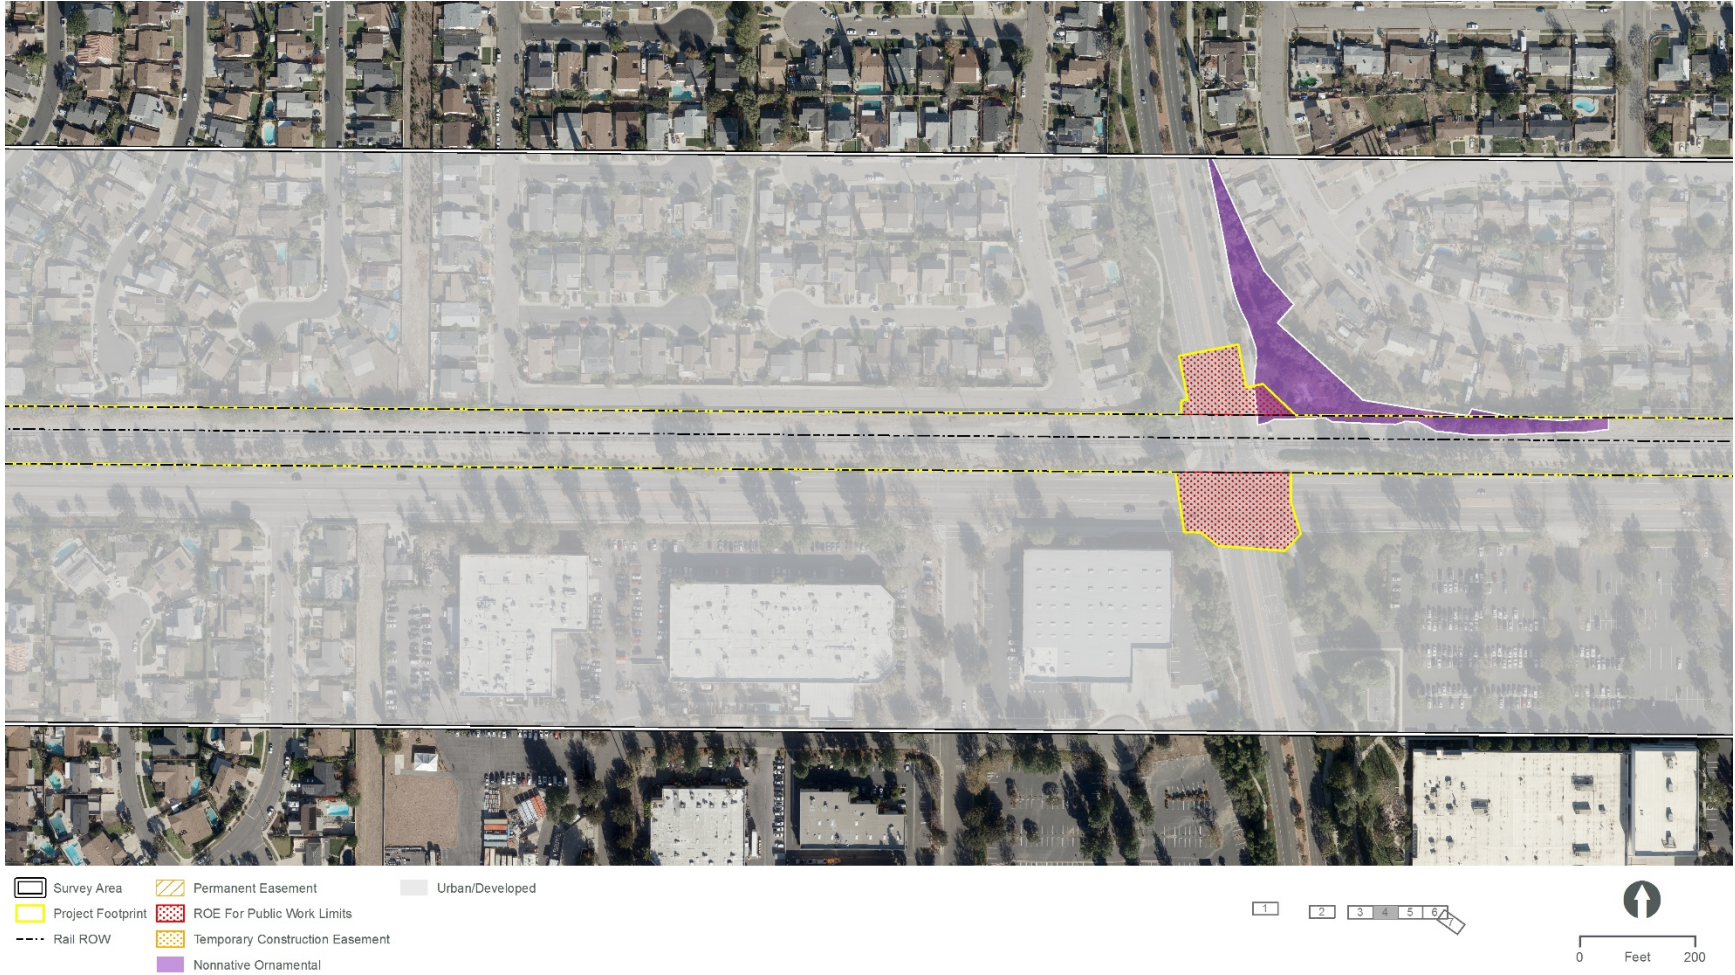 Survey Area
Project Footprint
Rail ROW
Permanent Easement
ROE For Public Work Limits
Temporary Construction Easement
Nonnative Ornamental
Urban/Developed
1 2 3 4 5 6 7
0 Feet 200